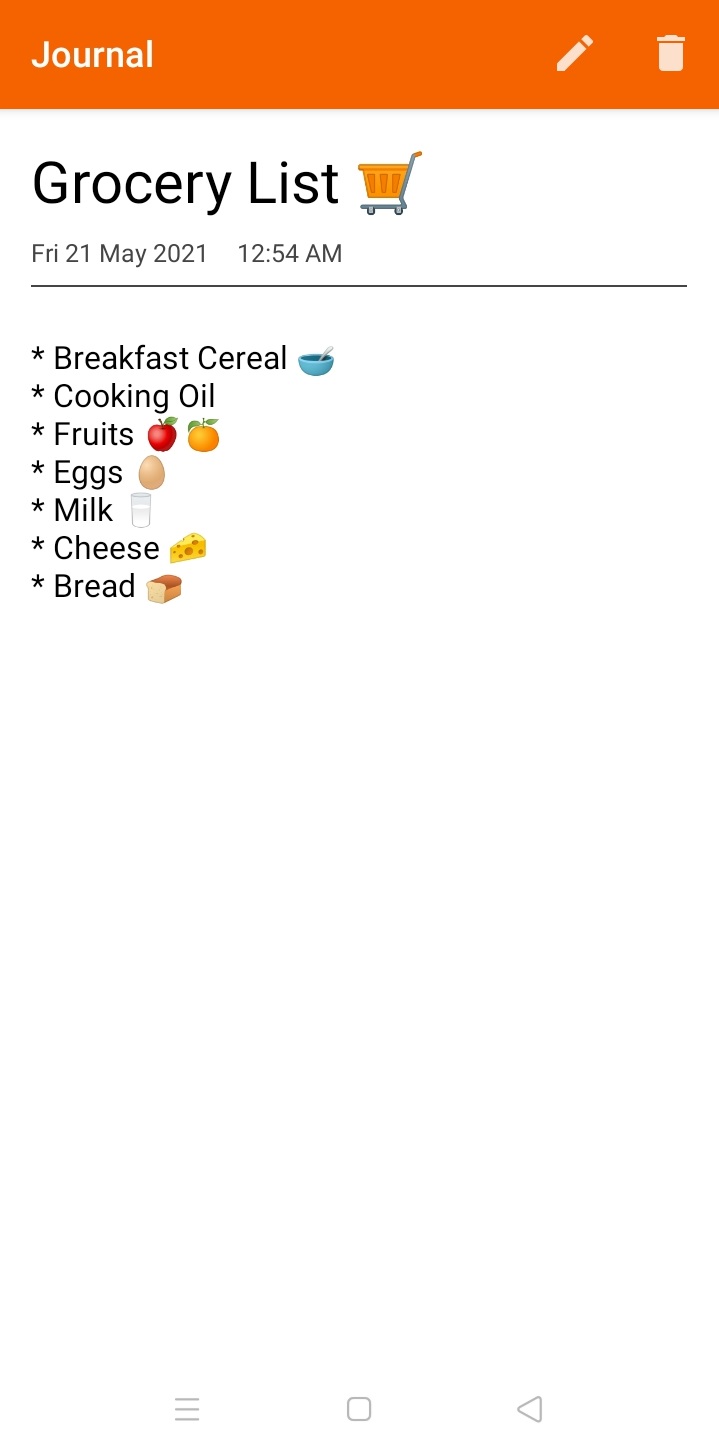 Journal
Grocery List 🛒
Fri 21 May 2021 12:54 AM
* Breakfast Cereal 🥣
* Cooking Oil
* Fruits 🍎🍊
* Eggs 🥚
* Milk 🥛
* Cheese 🧀
* Bread 🍞